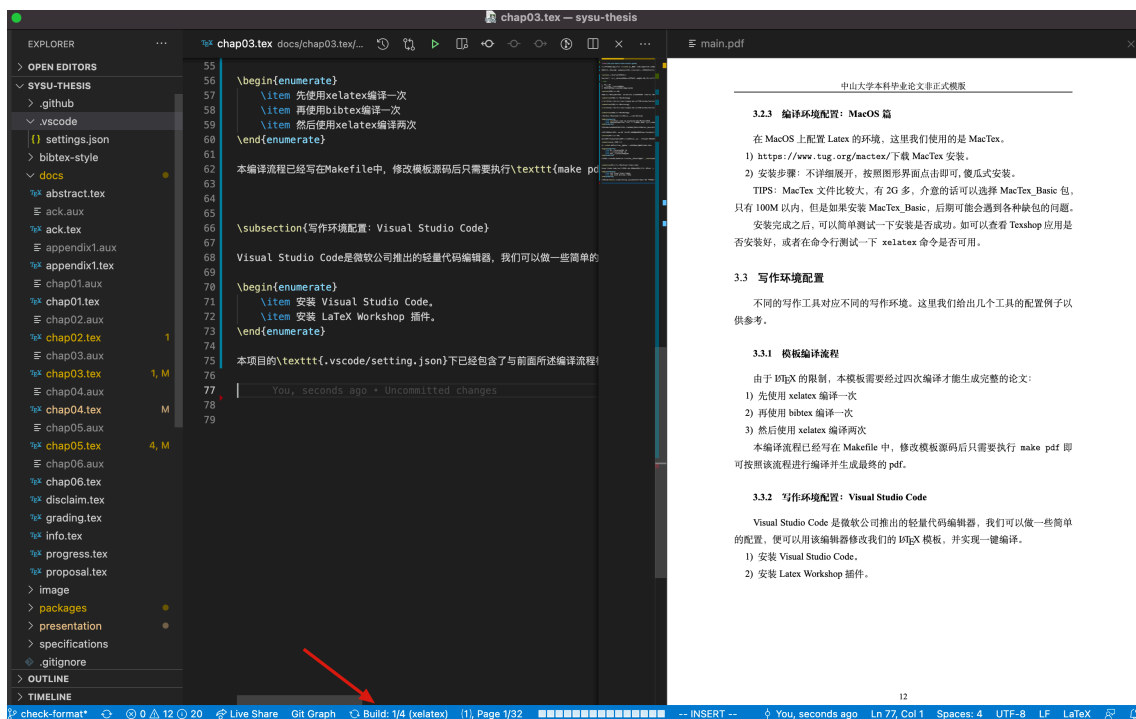 chap03.tex — sysu-thesis
EXPLORER
OPEN EDITORS
SYSU-THESIS
.github
.vscode
{} settings.json
bibtex-style
docs
TEX abstract.tex
ack.aux
TEX ack.tex
appendix1.aux
TEX appendix1.tex
chap01.aux
TEX chap01.tex
chap02.aux
TEX chap02.tex 1
chap03.aux
TEX chap03.tex 1, M
chap04.aux
TEX chap04.tex M
chap05.aux
TEX chap05.tex 4, M
chap06.aux
TEX chap06.tex
TEX disclaim.tex
TEX grading.tex
TEX info.tex
TEX progress.tex
TEX proposal.tex
image
packages
presentation
specifications
.gitignore
OUTLINE
TIMELINE
TEX chap03.tex docs/chap03.tex/...
55
56 \begin{enumerate}
57 \item 先使用xelatex编译一次
58 \item 再使用bibtex编译一次
59 \item 然后使用xelatex编译两次
60 \end{enumerate}
61
62 本编译流程已经写在Makefile中，修改模板源码后只需要执行\texttt{make pd
63
64
65
66 \subsection{写作环境配置：Visual Studio Code}
67
68 Visual Studio Code是微软公司推出的轻量代码编辑器，我们可以做一些简单的
69
70 \begin{enumerate}
71 \item 安装 Visual Studio Code。
72 \item 安装 LaTeX Workshop 插件。
73 \end{enumerate}
74
75 本项目的\texttt{.vscode/setting.json}下已经包含了与前面所述编译流程
76
77 You, seconds ago • Uncommitted changes
78
79
main.pdf
中山大学本科毕业论文非正式模版
3.2.3 编译环境配置：MacOS 篇
在 MacOS 上配置 Latex 的环境，这里我们使用的是 MacTex。
1) https://www.tug.org/mactex/下载 MacTex 安装。
2) 安装步骤：不详细展开，按照图形界面点击即可,傻瓜式安装。
TIPS：MacTex 文件比较大，有 2G 多，介意的话可以选择 MacTex_Basic 包，
只有 100M 以内，但是如果安装 MacTex_Basic，后期可能会遇到各种缺包的问题。
安装完成之后，可以简单测试一下安装是否成功。如可以查看 Texshop 应用是
否安装好，或者在命令行测试一下 xelatex 命令是否可用。
3.3 写作环境配置
不同的写作工具对应不同的写作环境。这里我们给出几个工具的配置例子以
供参考。
3.3.1 模板编译流程
由于 LATEX 的限制，本模板需要经过四次编译才能生成完整的论文：
1) 先使用 xelatex 编译一次
2) 再使用 bibtex 编译一次
3) 然后使用 xelatex 编译两次
本编译流程已经写在 Makefile 中，修改模板源码后只需要执行 make pdf 即
可按照该流程进行编译并生成最终的 pdf。
3.3.2 写作环境配置：Visual Studio Code
Visual Studio Code 是微软公司推出的轻量代码编辑器，我们可以做一些简单
的配置，便可以用该编辑器修改我们的 LATEX 模板，并实现一键编译。
1) 安装 Visual Studio Code。
2) 安装 Latex Workshop 插件。
12
check-format* 0 12 20 Live Share Git Graph Build: 1/4 (xelatex) (1), Page 1/32 -- INSERT -- You, seconds ago Ln 77, Col 1 Spaces: 4 UTF-8 LF LaTeX